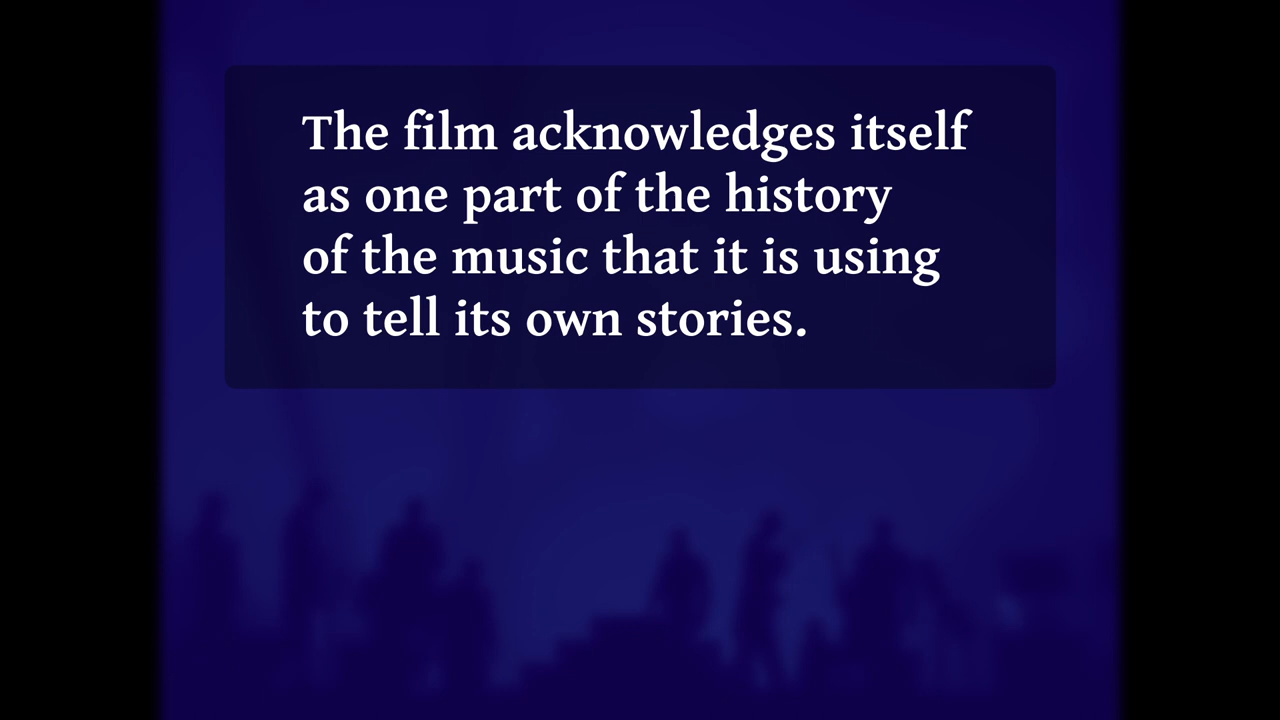 The film acknowledges itself
as one part of the history
of the music that it is using
to tell its own stories.